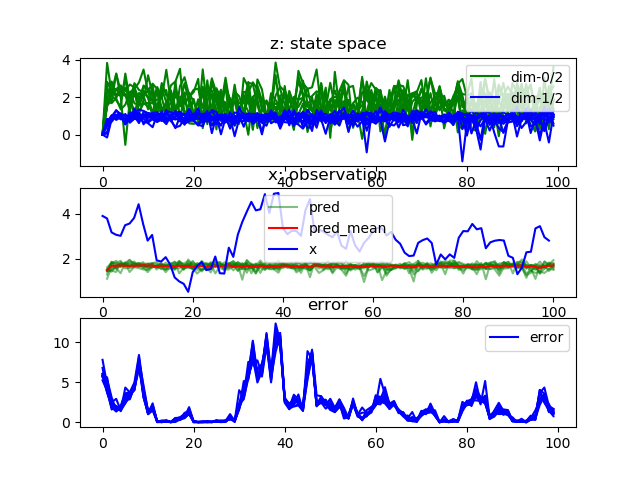 z: state space
4
2
0
dim-0/2
dim-1/2
0 20 40 60 80 100
x: observation
4
2
pred
pred_mean
x
0 20 40 60 80 100
error
10
5
0
error
0 20 40 60 80 100